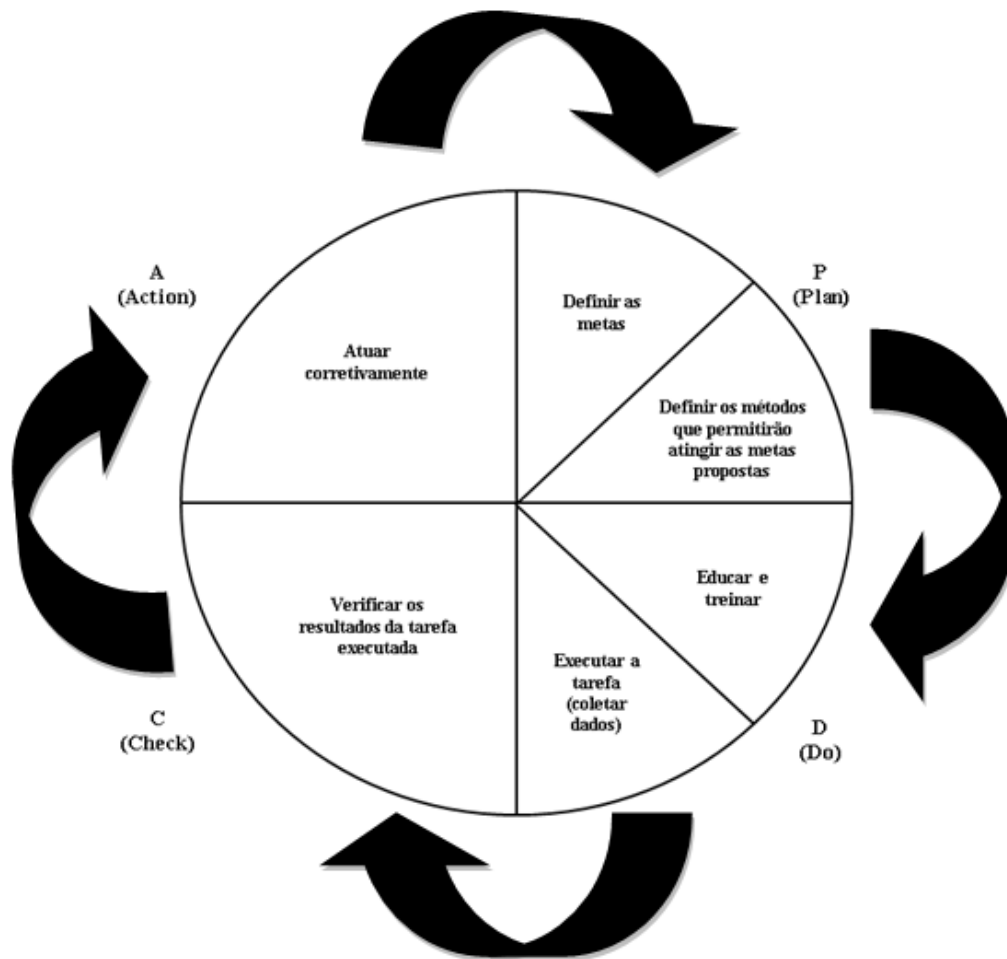 A
(Action)
P
(Plan)
Definir as
metas
Atuar
corretivamente
Definir os métodos
que permitirão
atingir as metas
propostas
Educar e
treinar
Verificar os
resultados da tarefa
executada
Executar a
tarefa
(coletar
dados)
C
(Check)
D
(Do)